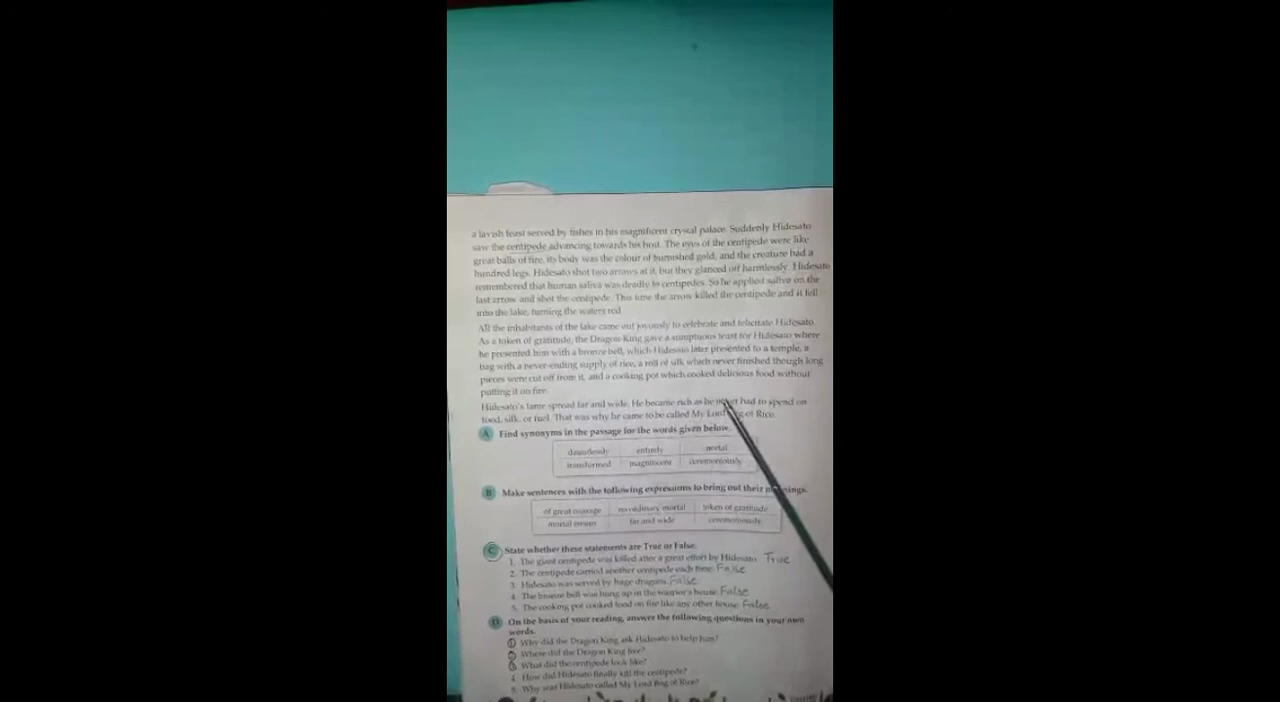 a lavish feast served by fishes in his magnificent crystal palace. Suddenly Hidesato
saw the centipede advancing towards his host. The eyes of the centipede were like
great balls of fire, its body was the colour of burnished gold, and the creature had a
hundred legs. Hidesato shot two arrows at it, but they glanced off harmlessly. Hidesato
remembered that human saliva was deadly to centipedes. So he applied saliva on the
last arrow and shot the centipede. This time the arrow killed the centipede and it fell
into the lake, turning the waters red.
All the inhabitants of the lake came out joyously to celebrate and felicitate Hidesato.
As a token of gratitude, the Dragon King gave a sumptuous feast for Hidesato where
he presented him with a bronze bell, which Hidesato later presented to a temple, a
bag with a never-ending supply of rice, a roll of silk which never finished though long
pieces were cut off from it, and a cooking pot which cooked delicious food without
putting it on fire.
Hidesato's fame spread far and wide. He became rich as he never had to spend on
food, silk, or fuel. That was why he came to be called My Lord Bag of Rice.
A Find synonyms in the passage for the words given below.
dauntlessly entirely mortal
transformed magnificent ceremoniously
B Make sentences with the following expressions to bring out their meanings.
of great courage no ordinary mortal token of gratitude
mortal enemy far and wide ceremoniously
C State whether these statements are True or False.
1. The giant centipede was killed after a great effort by Hidesato. True
2. The centipede carried another centipede each time. False
3. Hidesato was served by huge dragons. False
4. The bronze bell was hung up in the warrior's house. False
5. The cooking pot cooked food on fire like any other house. False
D On the basis of your reading, answer the following questions in your own
words.
1 Why did the Dragon King ask Hidesato to help him?
2 Where did the Dragon King live?
3 What did the centipede look like?
4. How did Hidesato finally kill the centipede?
5. Why was Hidesato called My Lord Bag of Rice?